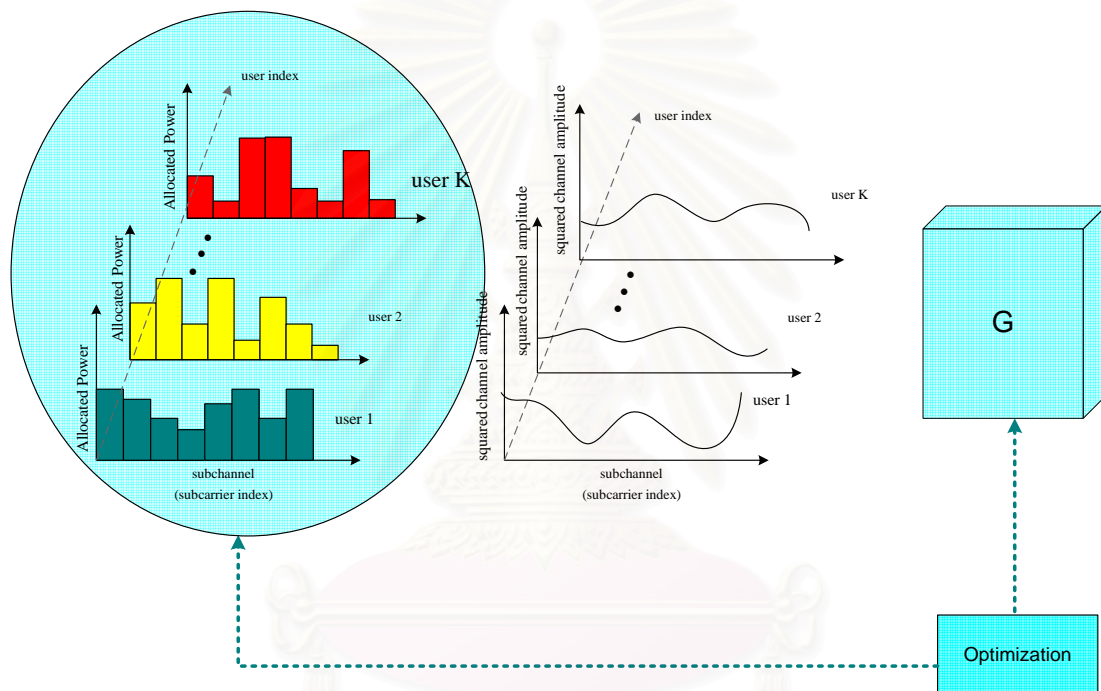 user index
Allocated Power
user K
Allocated Power
user 2
Allocated Power
user 1
subchannel
(subcarrier index)
user index
squared channel amplitude
user K
squared channel amplitude
user 2
squared channel amplitude
user 1
subchannel
(subcarrier index)
G
Optimization